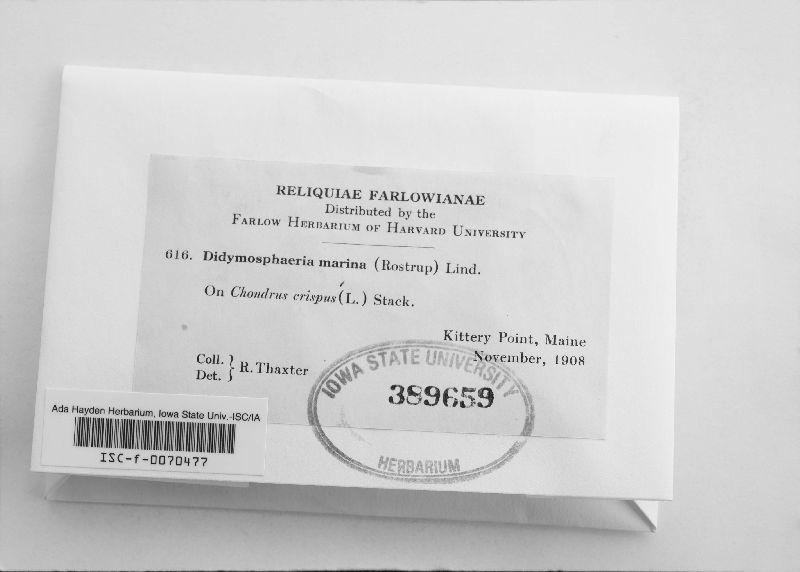 RELIQUIAE FARLOWIANAE
Distributed by the
FARLOW HERBARIUM OF HARVARD UNIVERSITY
616. Didymosphaeria marina (Rostrup) Lind.
On Chondrus crispus (L.) Stack.
Kittery Point, Maine
November, 1908
Coll. } R. Thaxter
Det.
IOWA STATE UNIVERSITY
389659
HERBARIUM
Ada Hayden Herbarium, Iowa State Univ.-ISC/IA
ISC-f-0070477